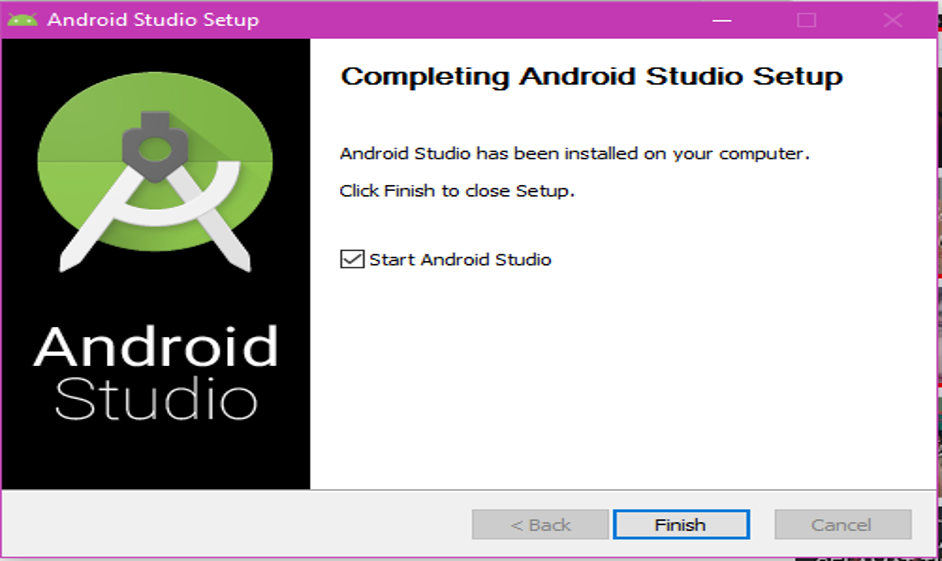 Android Studio Setup
Completing Android Studio Setup
Android Studio has been installed on your computer.
Click Finish to close Setup.
Start Android Studio
Android
Studio
< Back
Finish
Cancel